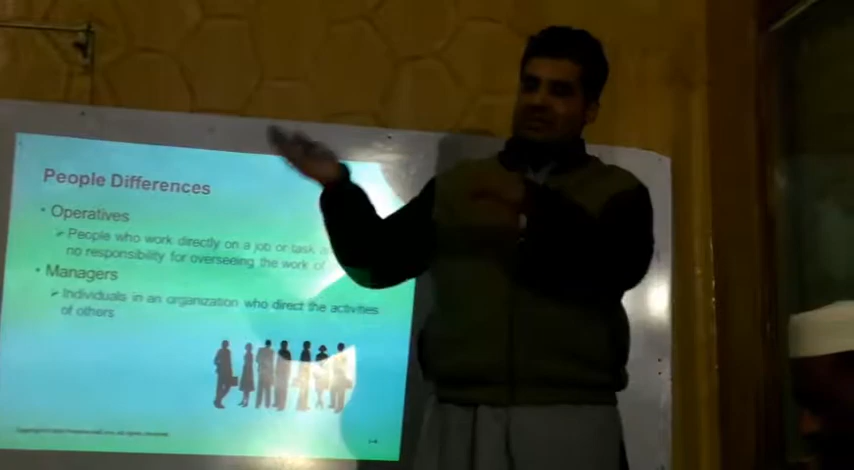 People Differences
• Operatives
People who work directly on a job or task
no responsibility for overseeing the work of
• Managers
Individuals in an organization who direct the activities
of others